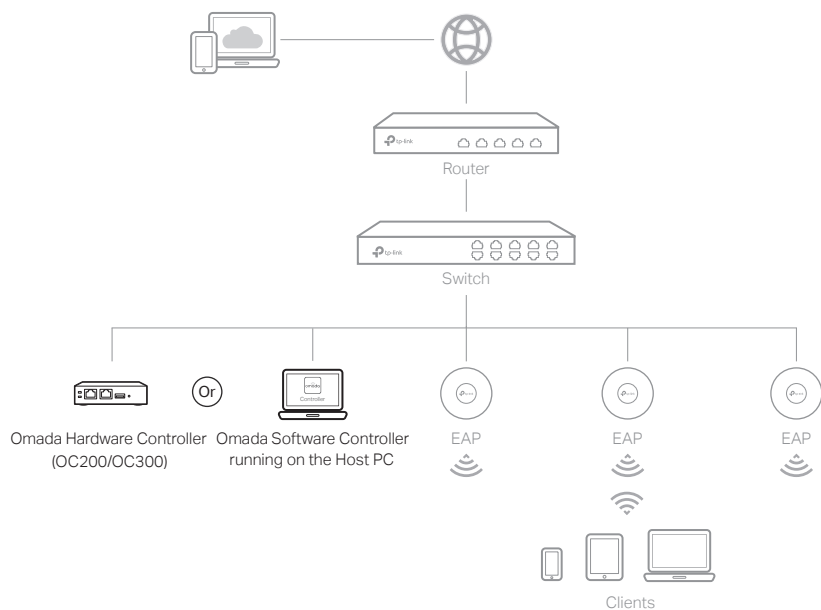 tp-link
Router
tp-link
Switch
Or
omada
Controller
Omada Hardware Controller
(OC200/OC300)
Omada Software Controller
running on the Host PC
EAP
EAP
EAP
Clients